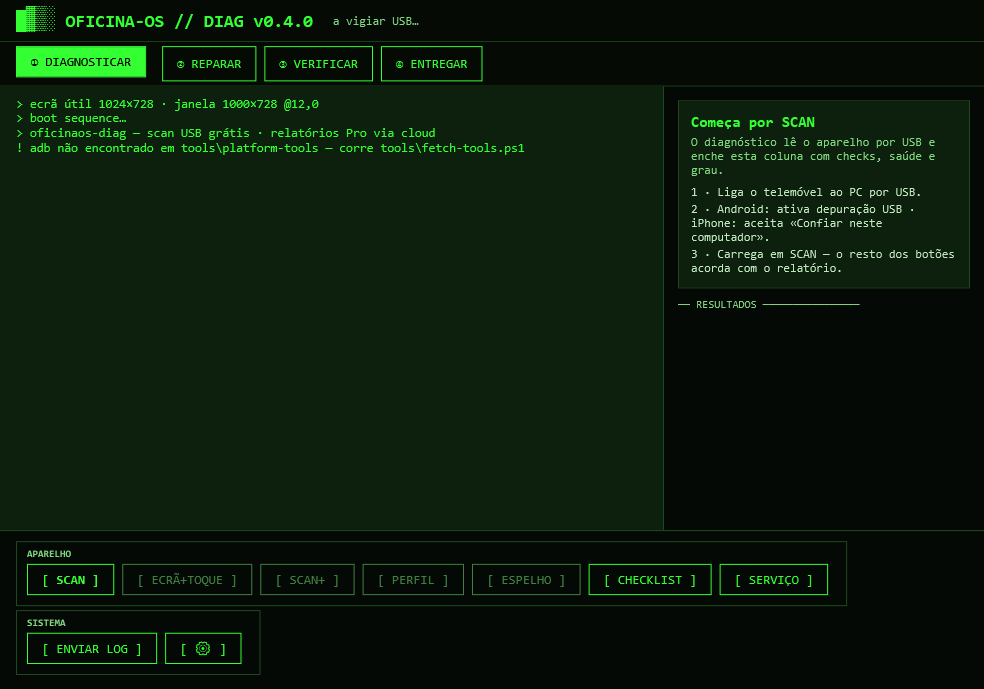 OFICINA-OS // DIAG v0.4.0 a vigiar USB…
① DIAGNOSTICAR ② REPARAR ③ VERIFICAR ④ ENTREGAR
> ecrã útil 1024×728 · janela 1000×728 @12,0
> boot sequence…
> oficinaos-diag — scan USB grátis · relatórios Pro via cloud
! adb não encontrado em tools\platform-tools — corre tools\fetch-tools.ps1
Começa por SCAN
O diagnóstico lê o aparelho por USB e
enche esta coluna com checks, saúde e
grau.
1 · Liga o telemóvel ao PC por USB.
2 · Android: ativa depuração USB ·
iPhone: aceita «Confiar neste
computador».
3 · Carrega em SCAN — o resto dos botões
acorda com o relatório.
── RESULTADOS ────────────────
APARELHO
[ SCAN ] [ ECRÃ+TOQUE ] [ SCAN+ ] [ PERFIL ] [ ESPELHO ] [ CHECKLIST ] [ SERVIÇO ]
SISTEMA
[ ENVIAR LOG ] [ ⚙ ]